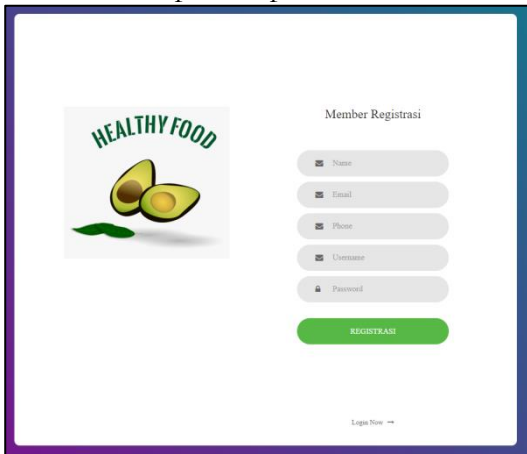 HEALTHY FOOD
Member Registrasi
Name
Email
Phone
Username
Password
REGISTRASI
Login Now →